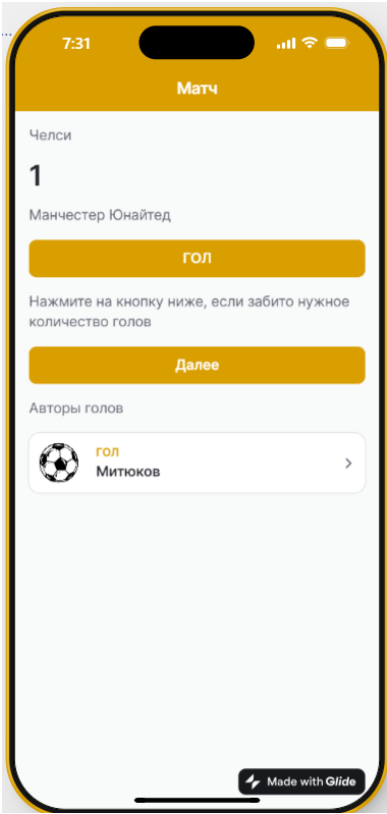 7:31
Матч
Челси
1
Манчестер Юнайтед
ГОЛ
Нажмите на кнопку ниже, если забито нужное
количество голов
Далее
Авторы голов
ГОЛ
Митюков
Made with Glide